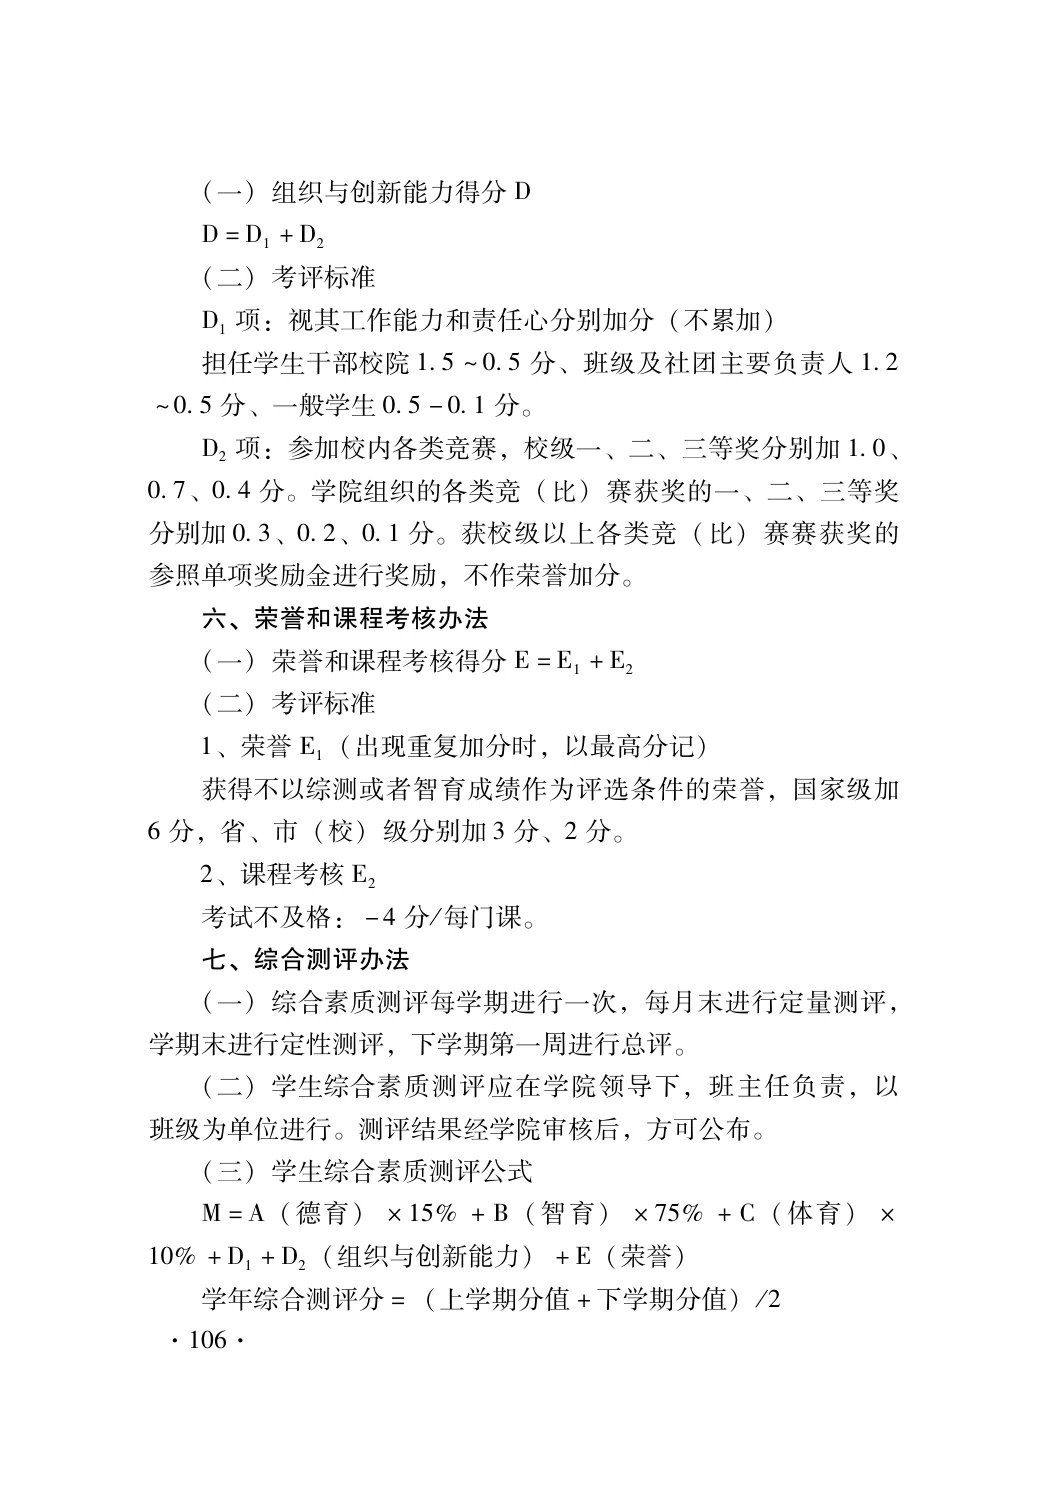 （一）组织与创新能力得分 D
D = D₁ + D₂
（二）考评标准
D₁ 项：视其工作能力和责任心分别加分（不累加）
担任学生干部校院 1. 5 ~ 0. 5 分、班级及社团主要负责人 1. 2
~ 0. 5 分、一般学生 0. 5 - 0. 1 分。
D₂ 项：参加校内各类竞赛，校级一、二、三等奖分别加 1. 0、
0. 7、0. 4 分。学院组织的各类竞（比）赛获奖的一、二、三等奖
分别加 0. 3、0. 2、0. 1 分。获校级以上各类竞（比）赛赛获奖的
参照单项奖励金进行奖励，不作荣誉加分。
六、荣誉和课程考核办法
（一）荣誉和课程考核得分 E = E₁ + E₂
（二）考评标准
1、荣誉 E₁（出现重复加分时，以最高分记）
获得不以综测或者智育成绩作为评选条件的荣誉，国家级加
6 分，省、市（校）级分别加 3 分、2 分。
2、课程考核 E₂
考试不及格： -4 分/每门课。
七、综合测评办法
（一）综合素质测评每学期进行一次，每月末进行定量测评，
学期末进行定性测评，下学期第一周进行总评。
（二）学生综合素质测评应在学院领导下，班主任负责，以
班级为单位进行。测评结果经学院审核后，方可公布。
（三）学生综合素质测评公式
M = A（德育） × 15% + B（智育） × 75% + C（体育） ×
10% + D₁ + D₂（组织与创新能力） + E（荣誉）
学年综合测评分 = （上学期分值 + 下学期分值）/2
· 106 ·